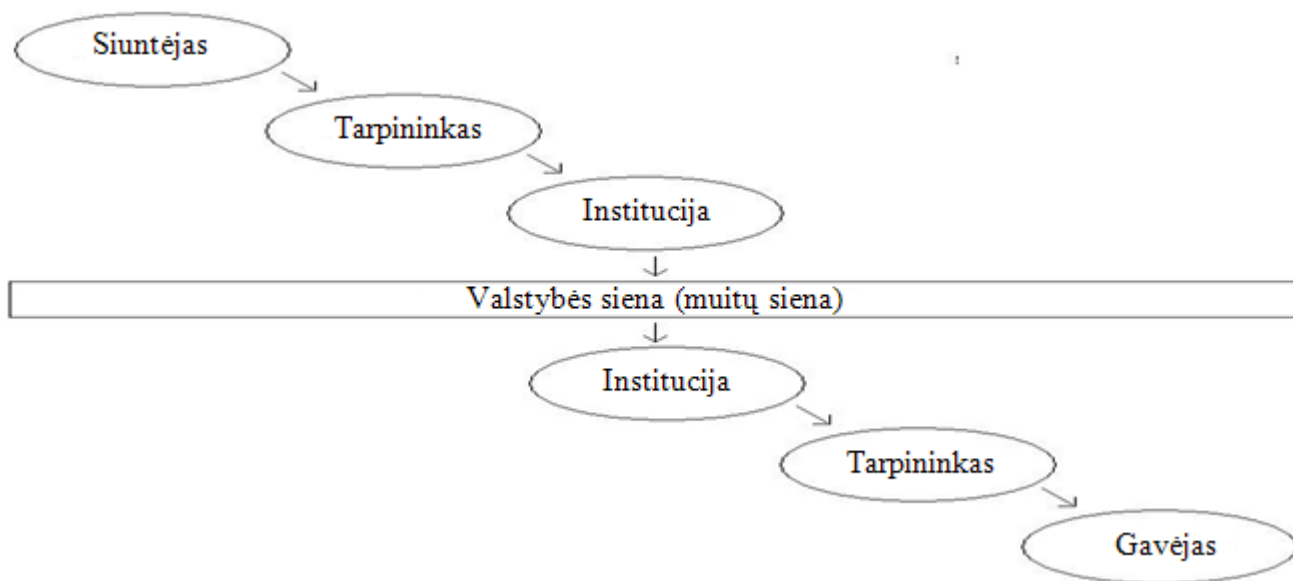 Siuntėjas
Tarpininkas
Institucija
Valstybės siena (muitų siena)
Institucija
Tarpininkas
Gavėjas